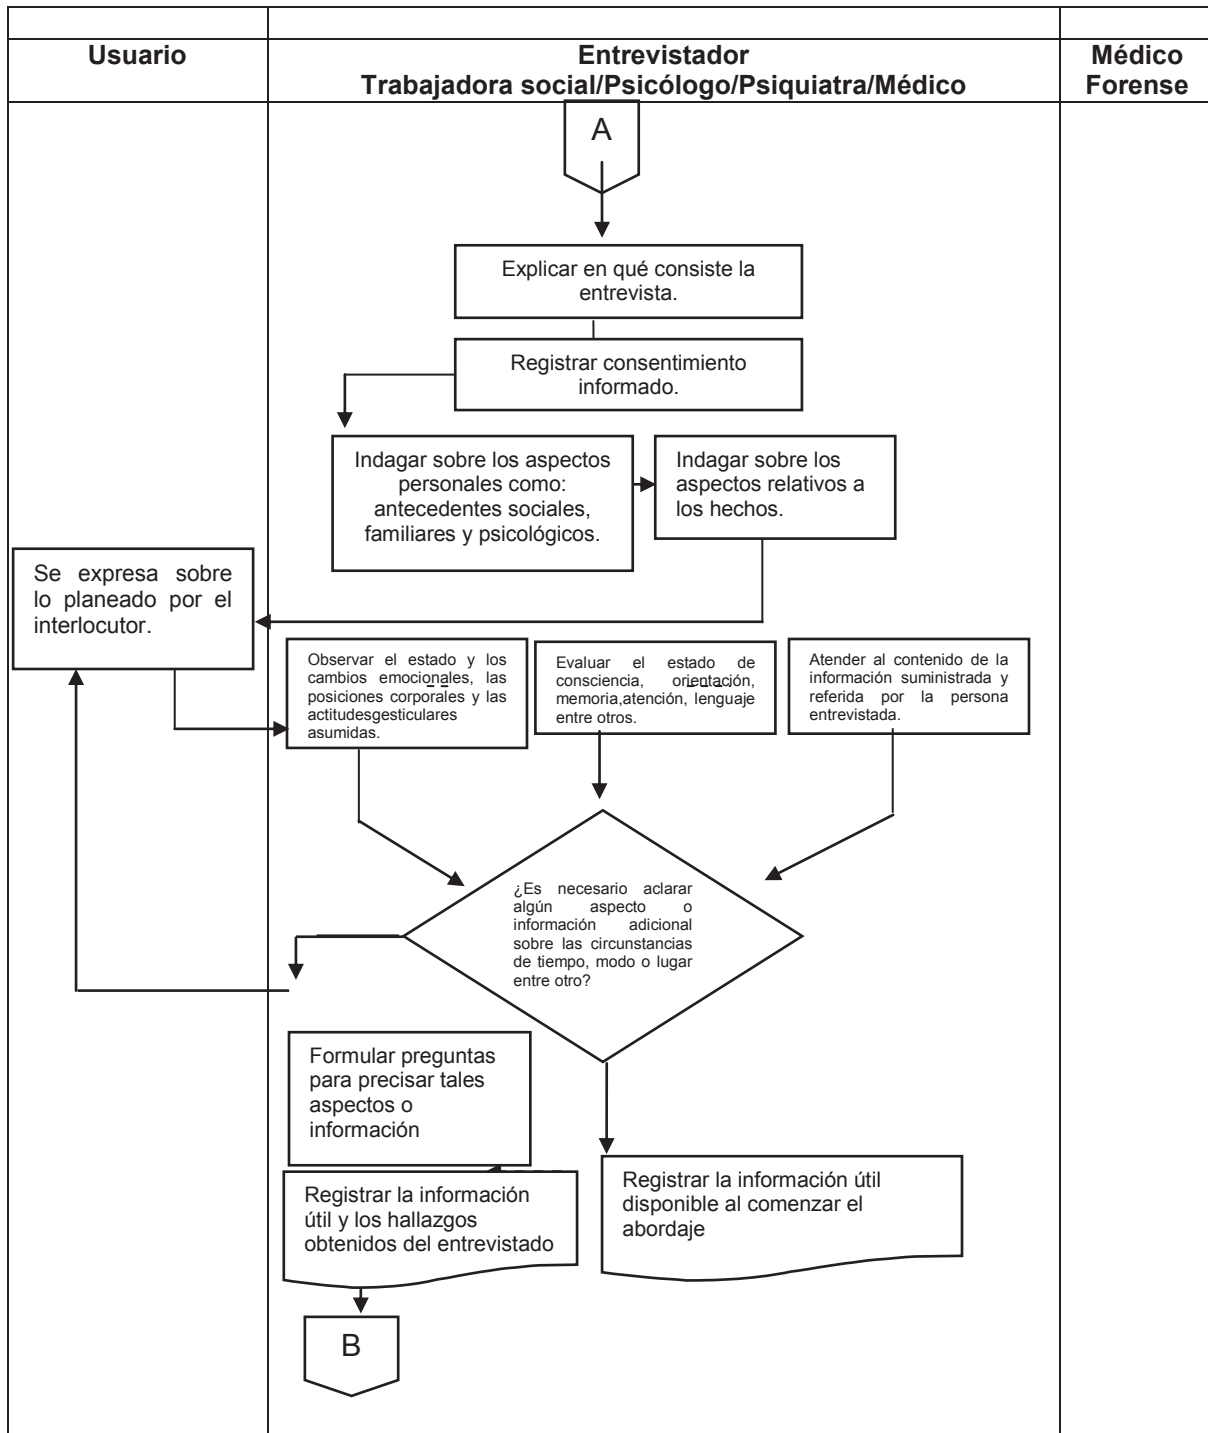 Usuario
Entrevistador
Trabajadora social/Psicólogo/Psiquiatra/Médico
Médico
Forense
A
Explicar en qué consiste la
entrevista.
Registrar consentimiento
informado.
Indagar sobre los aspectos
personales como:
antecedentes sociales,
familiares y psicológicos.
Indagar sobre los
aspectos relativos a
los hechos.
Se expresa sobre
lo planeado por el
interlocutor.
Observar el estado y los
cambios emocionales, las
posiciones corporales y las
actitudesgesticulares
asumidas.
Evaluar el estado de
consciencia, orientación,
memoria,atención, lenguaje
entre otros.
Atender al contenido de la
información suministrada y
referida por la persona
entrevistada.
¿Es necesario aclarar
algún aspecto o
información adicional
sobre las circunstancias
de tiempo, modo o lugar
entre otro?
Formular preguntas
para precisar tales
aspectos o
información
Registrar la información
útil y los hallazgos
obtenidos del entrevistado
Registrar la información útil
disponible al comenzar el
abordaje
B